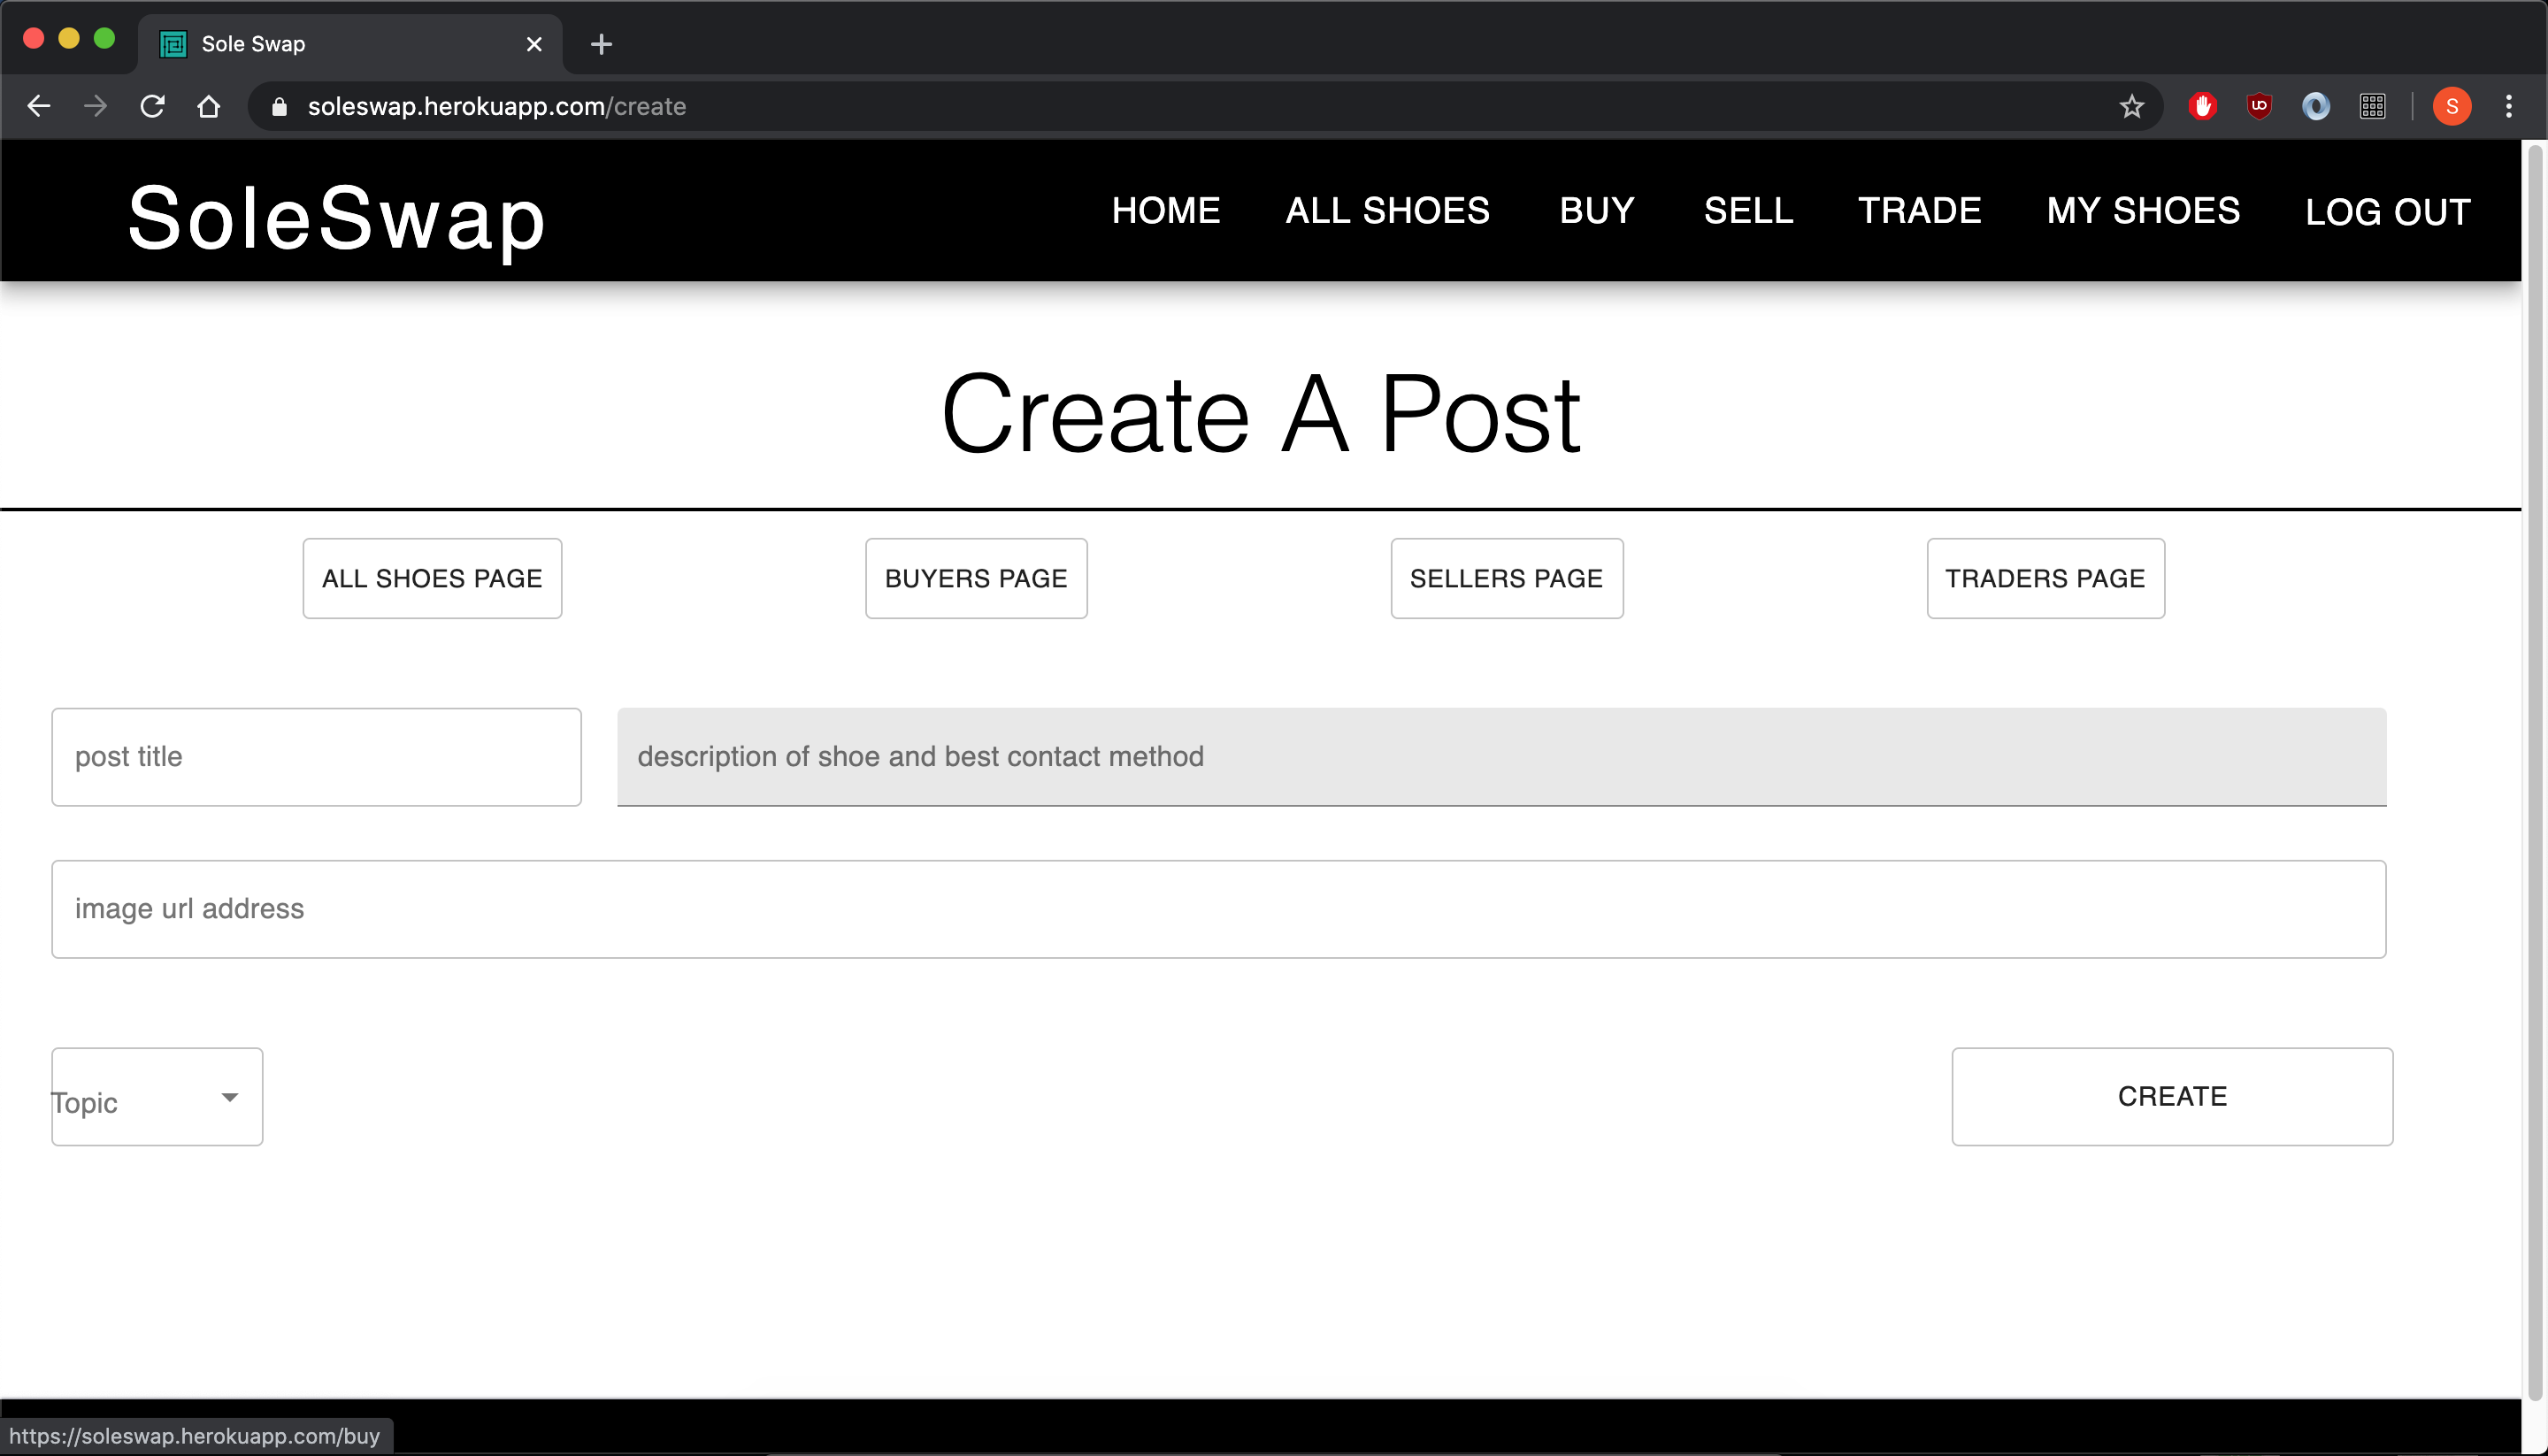 Sole Swap
soleswap.herokuapp.com/create
S
SoleSwap
HOME ALL SHOES BUY SELL TRADE MY SHOES LOG OUT
Create A Post
ALL SHOES PAGE BUYERS PAGE SELLERS PAGE TRADERS PAGE
post title description of shoe and best contact method
image url address
Topic CREATE
https://soleswap.herokuapp.com/buy